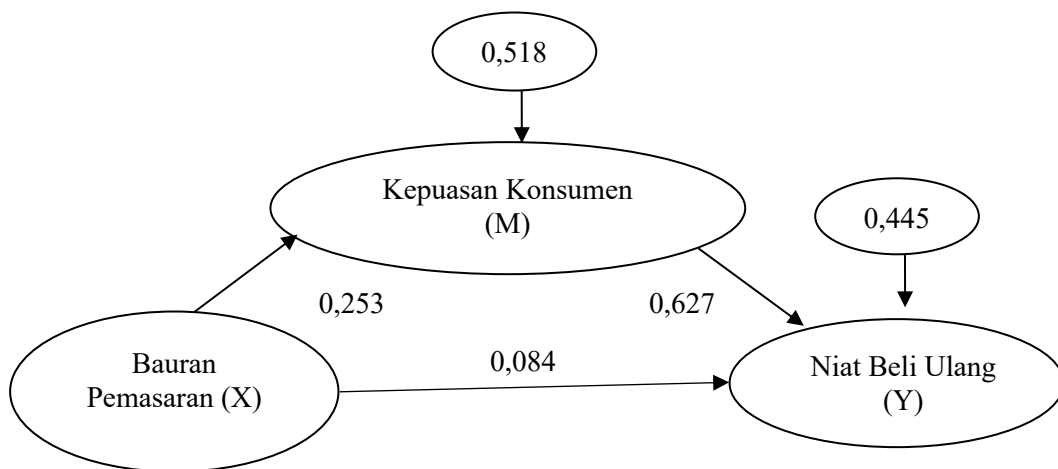 0,518
Kepuasan Konsumen
(M)
0,445
0,253
0,627
Bauran
Pemasaran (X)
0,084
Niat Beli Ulang
(Y)